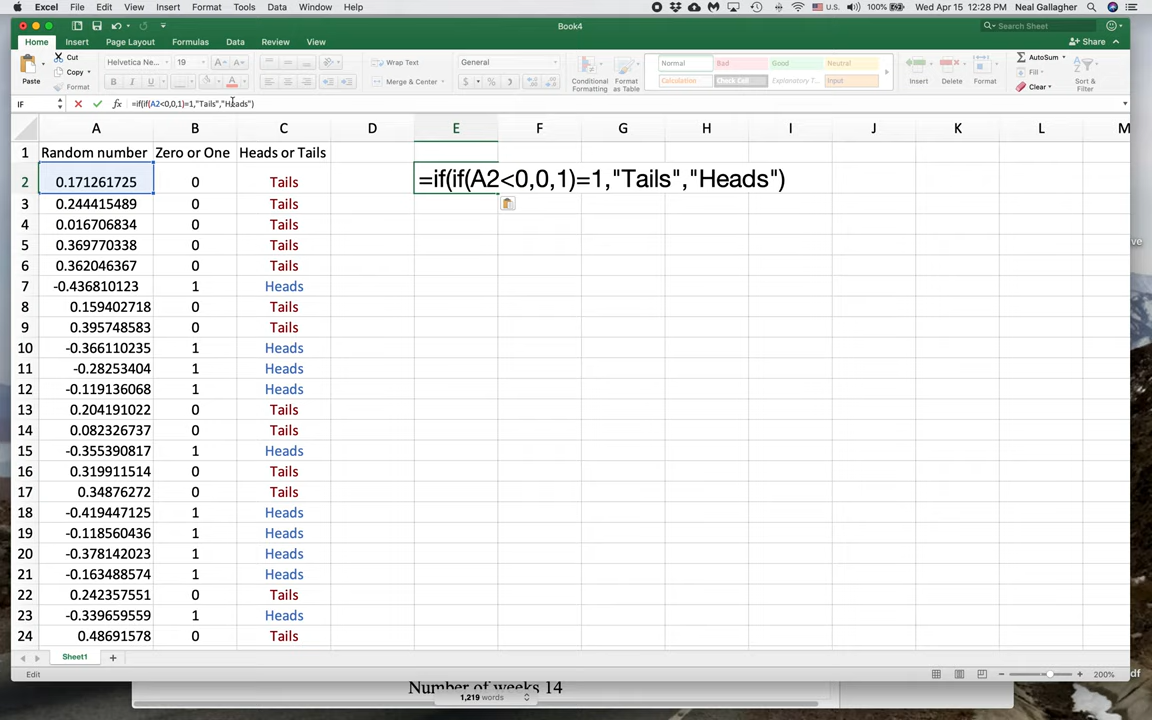 Excel File Edit View Insert Format Tools Data Window Help U.S. 100% Wed Apr 15 12:28 PM Neal Gallagher
Book4 Search Sheet
Home Insert Page Layout Formulas Data Review View Share
Paste Cut Copy Format Helvetica Ne... 19 A A Wrap Text General Conditional Formatting Format as Table Normal Bad Good Neutral Insert Delete Format AutoSum Fill Clear Sort & Filter
B I U A Merge & Center $ % Calculation Check Cell Explanatory T... Input
IF fx =if(if(A2<0,0,1)=1,"Tails","Heads")
A B C D E F G H I J K L M
1 Random number Zero or One Heads or Tails
2 0.171261725 0 Tails =if(if(A2<0,0,1)=1,"Tails","Heads")
3 0.244415489 0 Tails
4 0.016706834 0 Tails
5 0.369770338 0 Tails
6 0.362046367 0 Tails
7 -0.436810123 1 Heads
8 0.159402718 0 Tails
9 0.395748583 0 Tails
10 -0.366110235 1 Heads
11 -0.28253404 1 Heads
12 -0.119136068 1 Heads
13 0.204191022 0 Tails
14 0.082326737 0 Tails
15 -0.355390817 1 Heads
16 0.319911514 0 Tails
17 0.34876272 0 Tails
18 -0.419447125 1 Heads
19 -0.118560436 1 Heads
20 -0.378142023 1 Heads
21 -0.163488574 1 Heads
22 0.242357551 0 Tails
23 -0.339659559 1 Heads
24 0.48691578 0 Tails
Sheet1 +
Edit 200%
Number of weeks 14
1,219 words
ve
df